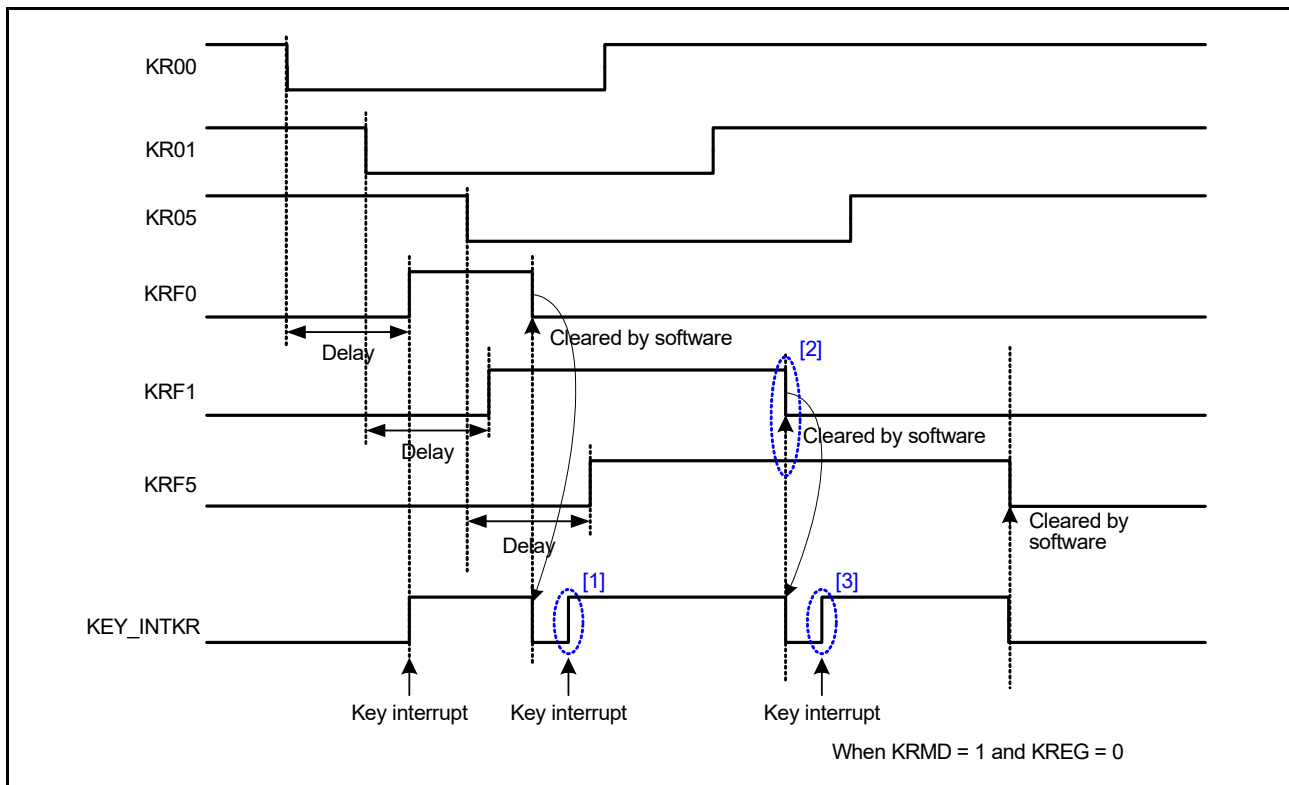 KR00
KR01
KR05
KRF0
Delay
Cleared by software
[2]
KRF1
Delay
Cleared by software
KRF5
Delay
Cleared by
software
[1]
[3]
KEY_INTKR
Key interrupt
Key interrupt
Key interrupt
When KRMD = 1 and KREG = 0